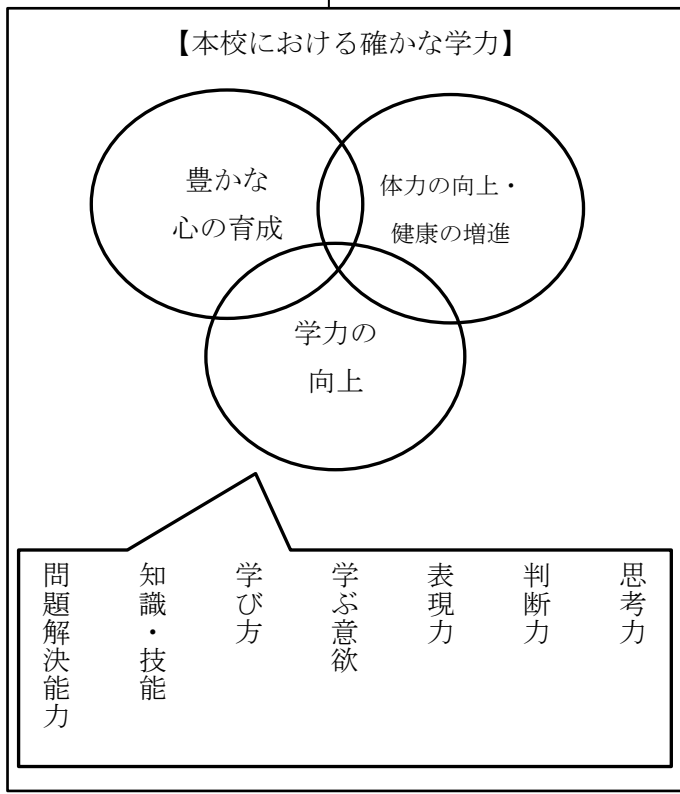 【本校における確かな学力】
豊かな
心の育成
体力の向上・
健康の増進
学力の
向上
思考力
判断力
表現力
学ぶ意欲
学び方
知識・技能
問題解決能力